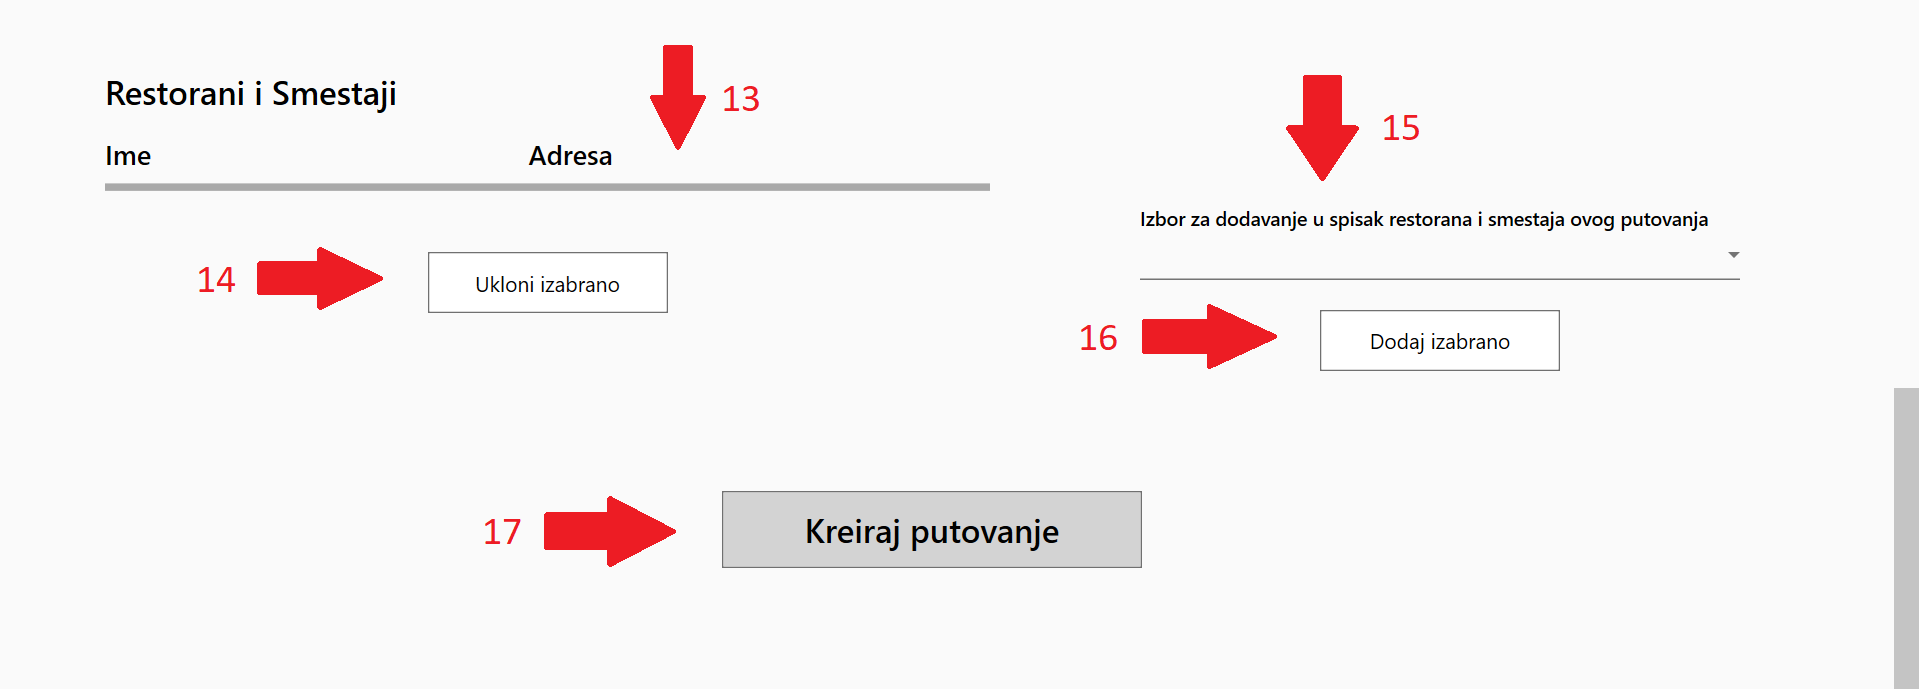 Restorani i Smestaji
13
Ime
Adresa
15
Izbor za dodavanje u spisak restorana i smestaja ovog putovanja
14
Ukloni izabrano
16
Dodaj izabrano
17
Kreiraj putovanje